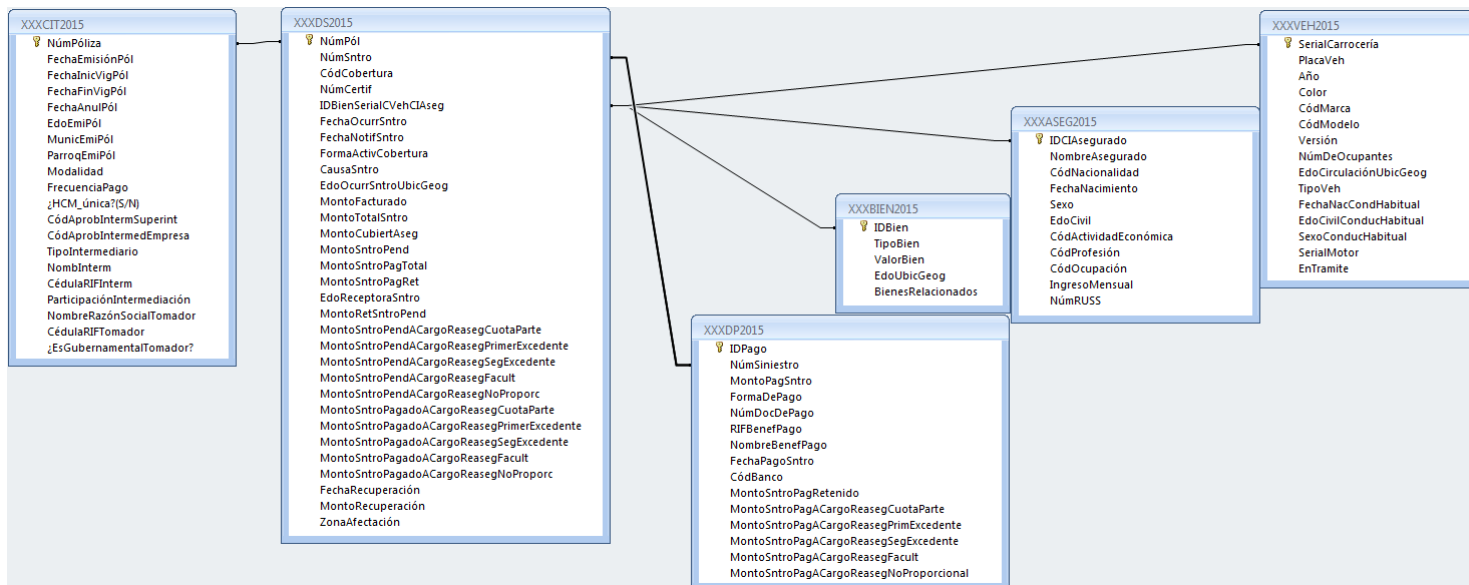 XXXCIT2015
NúmPóliza
FechaEmisiónPól
FechaInicVigPól
FechaFinVigPól
FechaAnulPól
EdoEmiPól
MunicEmiPól
ParroqEmiPól
Modalidad
FrecuenciaPago
¿HCM_única?(S/N)
CódAprobIntermSuperint
CódAprobIntermedEmpresa
TipoIntermediario
NombInterm
CédulaRIFInterm
ParticipaciónIntermediación
NombreRazónSocialTomador
CédulaRIFTomador
¿EsGubernamentalTomador?
XXXDS2015
NúmPól
NúmSntro
CódCobertura
NúmCertif
IDBienSerialCVehCIAseg
FechaOcurrSntro
FechaNotifSntro
FormaActivCobertura
CausaSntro
EdoOcurrSntroUbicGeog
MontoFacturado
MontoTotalSntro
MontoCubiertAseg
MontoSntroPend
MontoSntroPagTotal
MontoSntroPagRet
EdoReceptoraSntro
MontoRetSntroPend
MontoSntroPendACargoReasegCuotaParte
MontoSntroPendACargoReasegPrimerExcedente
MontoSntroPendACargoReasegSegExcedente
MontoSntroPendACargoReasegFacult
MontoSntroPendACargoReasegNoProporc
MontoSntroPagadoACargoReasegCuotaParte
MontoSntroPagadoACargoReasegPrimerExcedente
MontoSntroPagadoACargoReasegSegExcedente
MontoSntroPagadoACargoReasegFacult
MontoSntroPagadoACargoReasegNoProporc
FechaRecuperación
MontoRecuperación
ZonaAfectación
XXXDP2015
IDPago
NúmSiniestro
MontoPagSntro
FormaDePago
NúmDocDePago
RIFBenefPago
NombreBenefPago
FechaPagoSntro
CódBanco
MontoSntroPagRetenido
MontoSntroPagACargoReasegCuotaParte
MontoSntroPagACargoReasegPrimExcedente
MontoSntroPagACargoReasegSegExcedente
MontoSntroPagACargoReasegFacult
MontoSntroPagACargoReasegNoProporcional
XXXBIEN2015
IDBien
TipoBien
ValorBien
EdoUbicGeog
BienesRelacionados
XXXASEG2015
IDCIAsegurado
NombreAsegurado
CódNacionalidad
FechaNacimiento
Sexo
EdoCivil
CódActividadEconómica
CódProfesión
CódOcupación
IngresoMensual
NúmRUSS
XXXVEH2015
SerialCarrocería
PlacaVeh
Año
Color
CódMarca
CódModelo
Versión
NúmDeOcupantes
EdoCirculaciónUbicGeog
TipoVeh
FechaNacCondHabitual
EdoCivilConducHabitual
SexoConducHabitual
SerialMotor
EnTramite